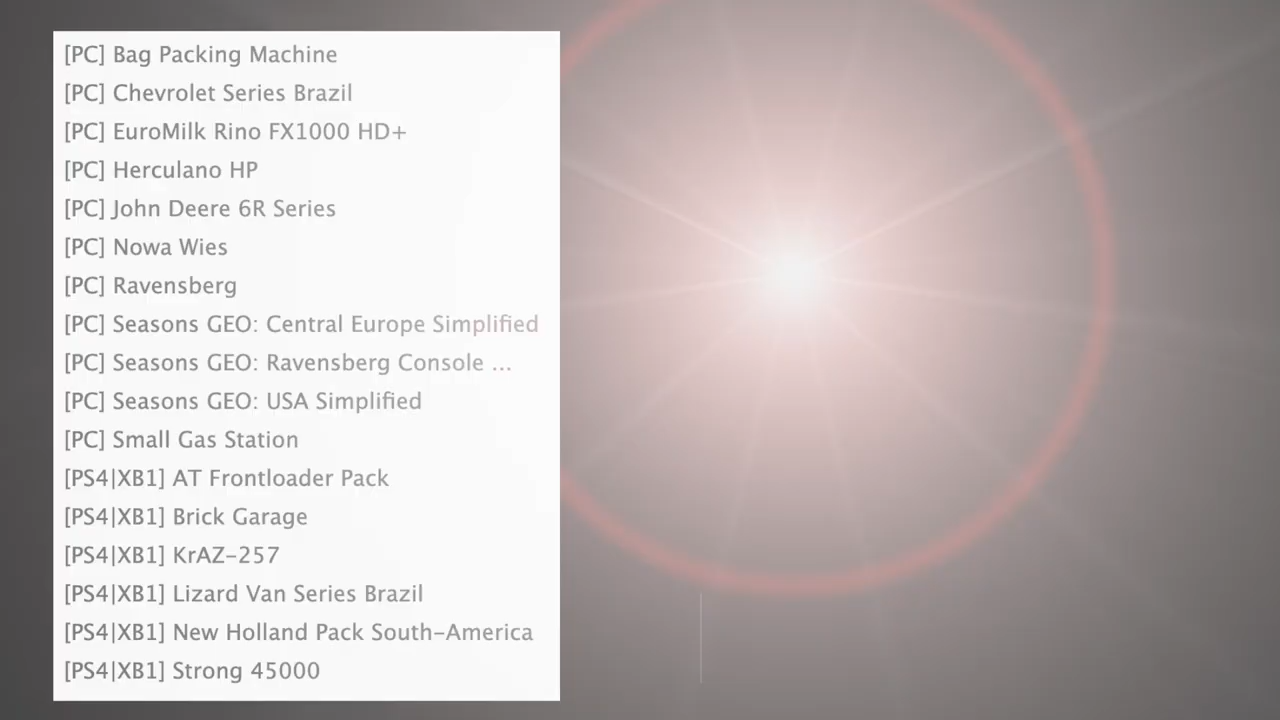 [PC] Bag Packing Machine
[PC] Chevrolet Series Brazil
[PC] EuroMilk Rino FX1000 HD+
[PC] Herculano HP
[PC] John Deere 6R Series
[PC] Nowa Wies
[PC] Ravensberg
[PC] Seasons GEO: Central Europe Simplified
[PC] Seasons GEO: Ravensberg Console ...
[PC] Seasons GEO: USA Simplified
[PC] Small Gas Station
[PS4|XB1] AT Frontloader Pack
[PS4|XB1] Brick Garage
[PS4|XB1] KrAZ-257
[PS4|XB1] Lizard Van Series Brazil
[PS4|XB1] New Holland Pack South-America
[PS4|XB1] Strong 45000